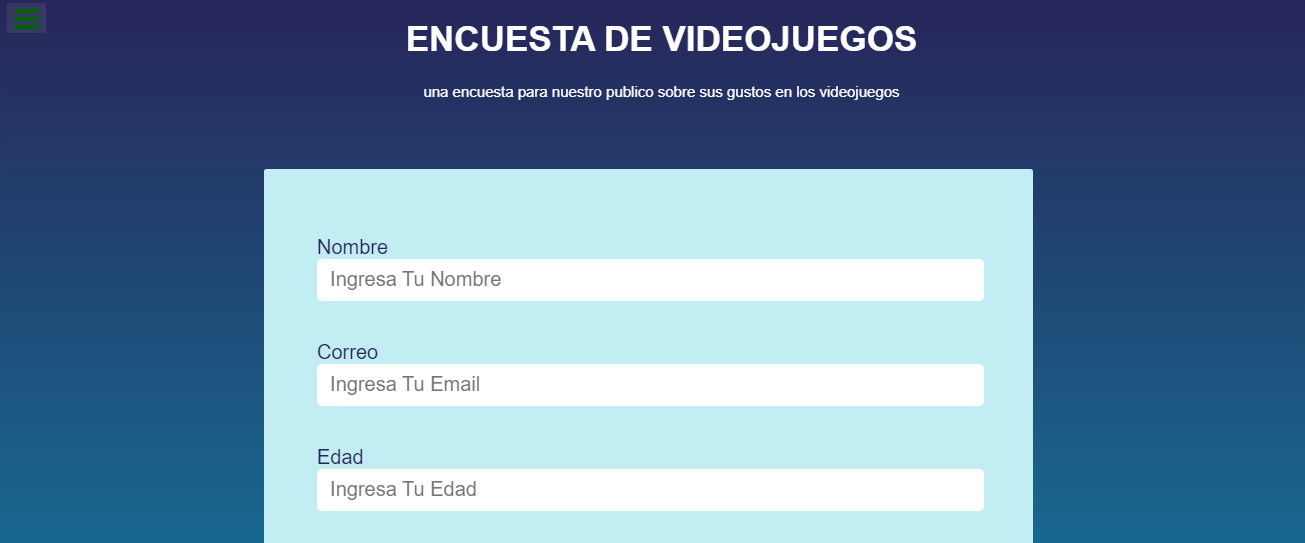 ENCUESTA DE VIDEOJUEGOS
una encuesta para nuestro publico sobre sus gustos en los videojuegos
Nombre
Ingresa Tu Nombre
Correo
Ingresa Tu Email
Edad
Ingresa Tu Edad